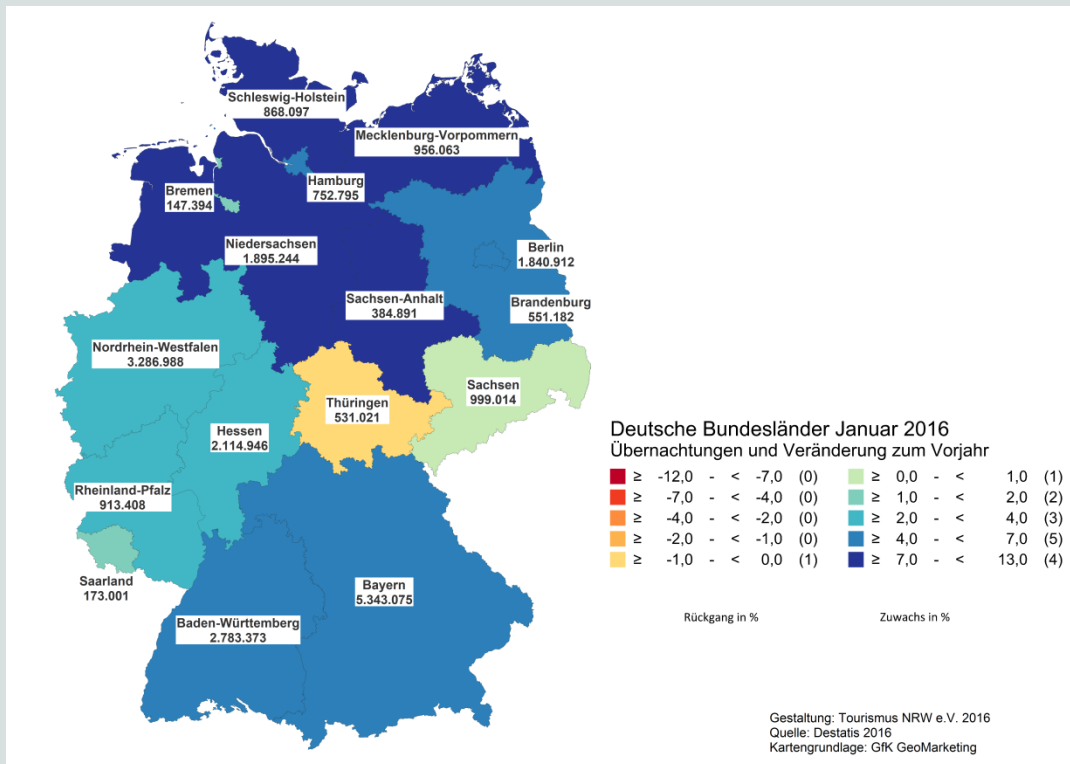 Schleswig-Holstein
868.097
Mecklenburg-Vorpommern
956.063
Hamburg
752.795
Bremen
147.394
Niedersachsen
1.895.244
Berlin
1.840.912
Sachsen-Anhalt
384.891
Brandenburg
551.182
Nordrhein-Westfalen
3.286.988
Sachsen
999.014
Thüringen
531.021
Hessen
2.114.946
Rheinland-Pfalz
913.408
Saarland
173.001
Bayern
5.343.075
Baden-Württemberg
2.783.373
Deutsche Bundesländer Januar 2016
Übernachtungen und Veränderung zum Vorjahr
≥ -12,0 - < -7,0 (0)
≥ -7,0 - < -4,0 (0)
≥ -4,0 - < -2,0 (0)
≥ -2,0 - < -1,0 (0)
≥ -1,0 - < 0,0 (1)
≥ 0,0 - < 1,0 (1)
≥ 1,0 - < 2,0 (2)
≥ 2,0 - < 4,0 (3)
≥ 4,0 - < 7,0 (5)
≥ 7,0 - < 13,0 (4)
Rückgang in %
Zuwachs in %
Gestaltung: Tourismus NRW e.V. 2016
Quelle: Destatis 2016
Kartengrundlage: GfK GeoMarketing